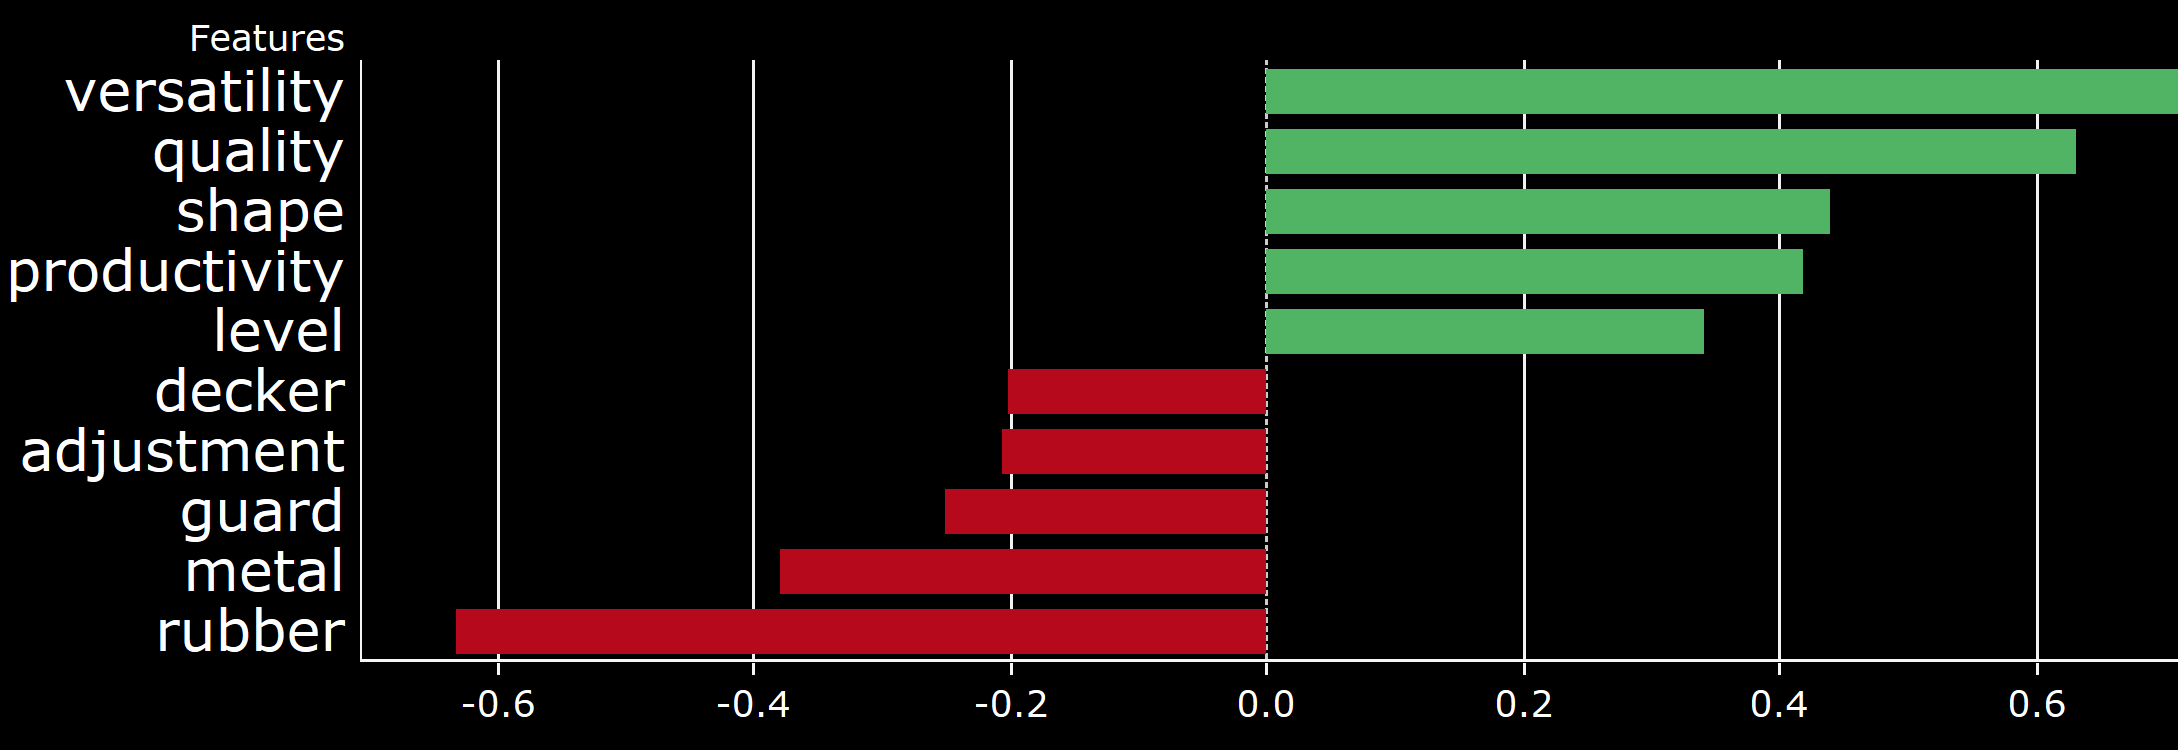 Features
versatility
quality
shape
productivity
level
decker
adjustment
guard
metal
rubber
-0.6 -0.4 -0.2 0.0 0.2 0.4 0.6